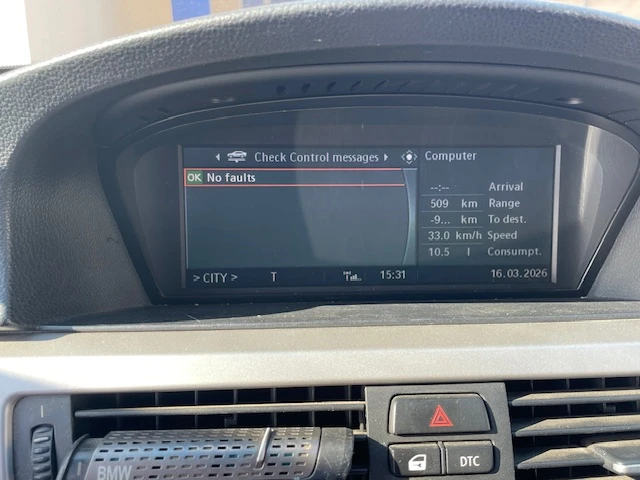 Check Control messages
OK No faults
> CITY > T 15:31
Computer
--:-- Arrival
509 km Range
-9... km To dest.
33.0 km/h Speed
10.5 l Consumpt.
16.03.2026
BMW
DTC